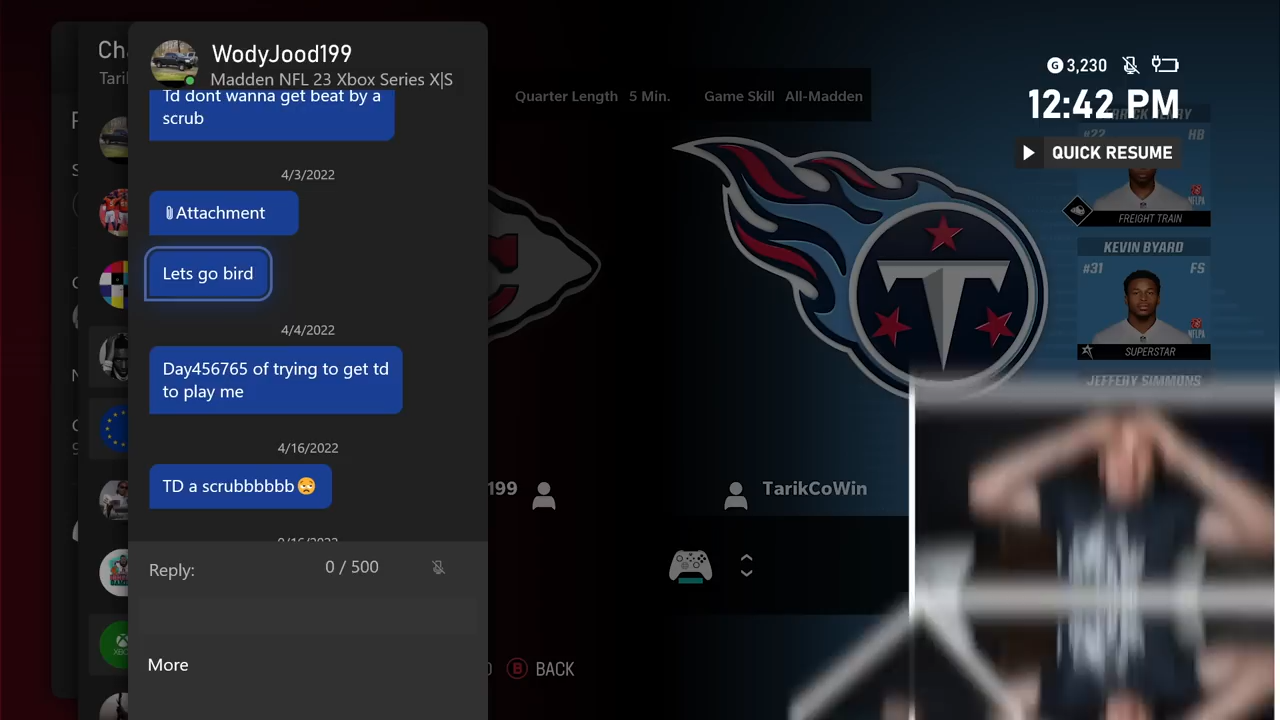 Ch
Tari
WodyJood199
Madden NFL 23 Xbox Series X|S
Td dont wanna get beat by a
scrub
4/3/2022
Attachment
Lets go bird
4/4/2022
Day456765 of trying to get td
to play me
4/16/2022
TD a scrubbbbbb😳
Reply:
0 / 500
More
Quarter Length 5 Min.
Game Skill All-Madden
G 3,230
12:42 PM
QUICK RESUME
#22
HB
FREIGHT TRAIN
KEVIN BYARD
#31
FS
SUPERSTAR
JEFFERY SIMMONS
T
199
TarikCoWin
B BACK